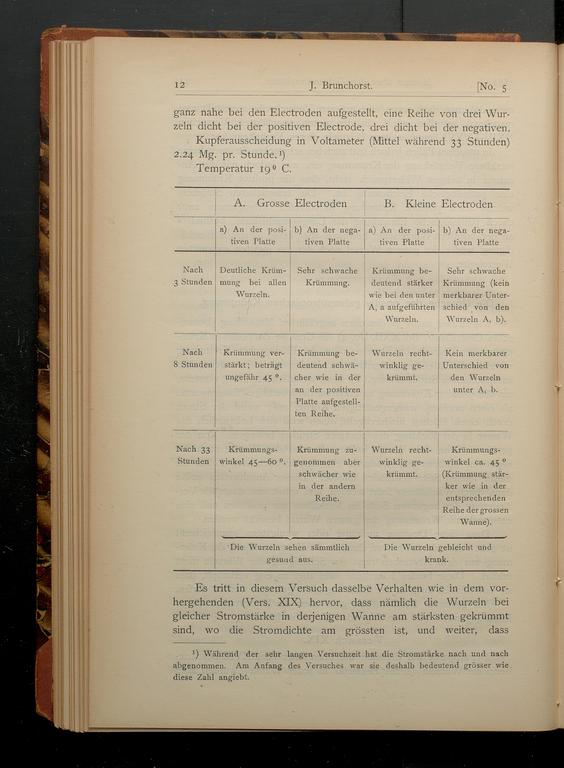 12 J. Brunchorst. [No. 5
ganz nahe bei den Electroden aufgestellt, eine Reihe von drei Wur-
zeln dicht bei der positiven Electrode, drei dicht bei der negativen.
Kupferausscheidung in Voltameter (Mittel während 33 Stunden)
2.24 Mg. pr. Stunde.¹)
Temperatur 19⁰ C.
A. Grosse Electroden
B. Kleine Electroden
a) An der posi-
tiven Platte
b) An der nega-
tiven Platte
a) An der posi-
tiven Platte
b) An der nega-
tiven Platte
Nach
3 Stunden
Deutliche Krüm-
mung bei allen
Wurzeln.
Sehr schwache
Krümmung.
Krümmung be-
deutend stärker
wie bei den unter
A, a aufgeführten
Wurzeln.
Sehr schwache
Krümmung (kein
merkbarer Unter-
schied von den
Wurzeln A, b).
Nach
8 Stunden
Krümmung ver-
stärkt; beträgt
ungefähr 45⁰.
Krümmung be-
deutend schwä-
cher wie in der
an der positiven
Platte aufgestell-
ten Reihe.
Wurzeln recht-
winklig ge-
krümmt.
Kein merkbarer
Unterschied von
den Wurzeln
unter A, b.
Nach 33
Stunden
Krümmungs-
winkel 45—60⁰.
Krümmung zu-
genommen aber
schwächer wie
in der andern
Reihe.
Wurzeln recht-
winklig ge-
krümmt.
Krümmungs-
winkel ca. 45⁰
(Krümmung stär-
ker wie in der
entsprechenden
Reihe der grossen
Wanne).
Die Wurzeln sehen sämmtlich
gesund aus.
Die Wurzeln gebleicht und
krank.
Es tritt in diesem Versuch dasselbe Verhalten wie in dem vor-
hergehenden (Vers. XIX) hervor, dass nämlich die Wurzeln bei
gleicher Stromstärke in derjenigen Wanne am stärksten gekrümmt
sind, wo die Stromdichte am grössten ist, und weiter, dass
¹) Während der sehr langen Versuchzeit hat die Stromstärke nach und nach
abgenommen. Am Anfang des Versuches war sie deshalb bedeutend grösser wie
diese Zahl angiebt.